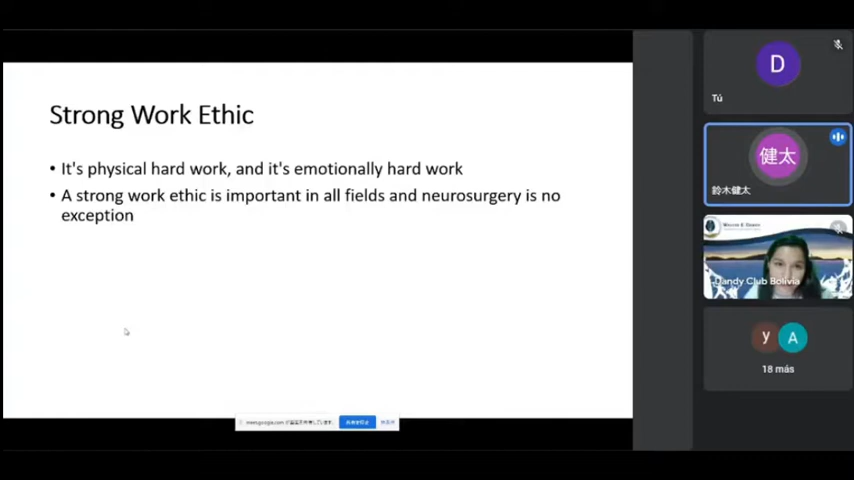 Strong Work Ethic
• It's physical hard work, and it's emotionally hard work
• A strong work ethic is important in all fields and neurosurgery is no
exception
D
Tú
健太
鈴木健太
Dandy Club Bolivia
y A
18 más